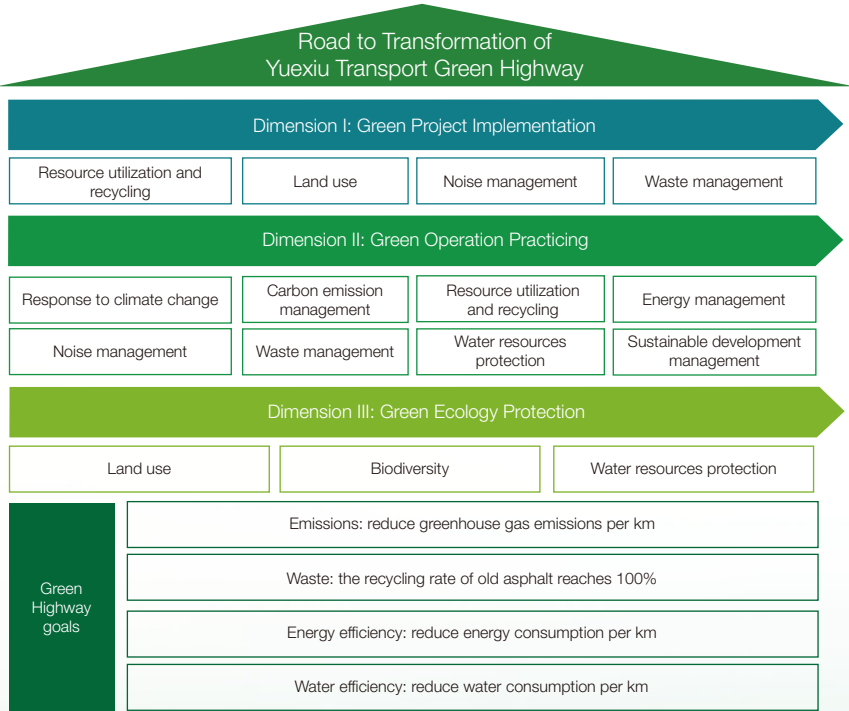 Road to Transformation of
Yuexiu Transport Green Highway
Dimension I: Green Project Implementation
Resource utilization and
recycling
Land use
Noise management
Waste management
Dimension II: Green Operation Practicing
Response to climate change
Carbon emission
management
Resource utilization
and recycling
Energy management
Noise management
Waste management
Water resources
protection
Sustainable development
management
Dimension III: Green Ecology Protection
Land use
Biodiversity
Water resources protection
Green
Highway
goals
Emissions: reduce greenhouse gas emissions per km
Waste: the recycling rate of old asphalt reaches 100%
Energy efficiency: reduce energy consumption per km
Water efficiency: reduce water consumption per km